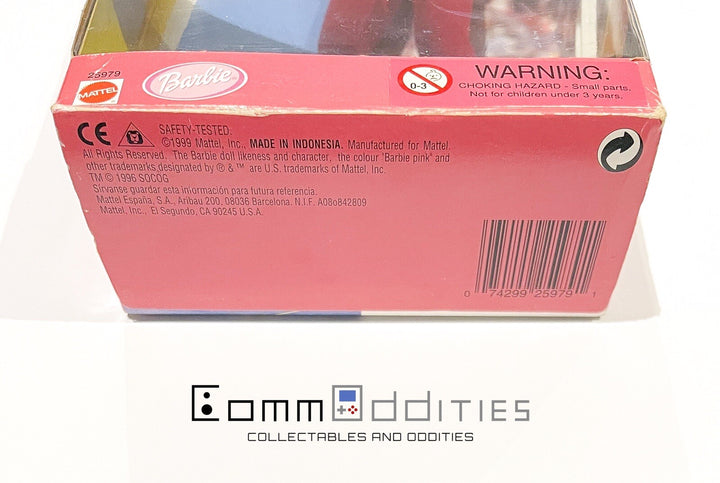 25979
MATTEL
Barbie
0-3
WARNING:
CHOKING HAZARD - Small parts.
Not for children under 3 years.
CE
SAFETY-TESTED.
©1999 Mattel, Inc., MADE IN INDONESIA. Manufactured for Mattel.
All Rights Reserved. The Barbie doll likeness and character, the colour 'Barbie pink' and
other trademarks designated by ® & ™ are U.S. trademarks of Mattel, Inc.
TM © 1996 SOCOG
Sírvanse guardar esta información para futura referencia.
Mattel España, S.A., Aribau 200. 08036 Barcelona. N.I.F. A08o842809
Mattel, Inc., El Segundo, CA 90245 U.S.A.
0 74299 25979 1
CommOddities
COLLECTABLES AND ODDITIES